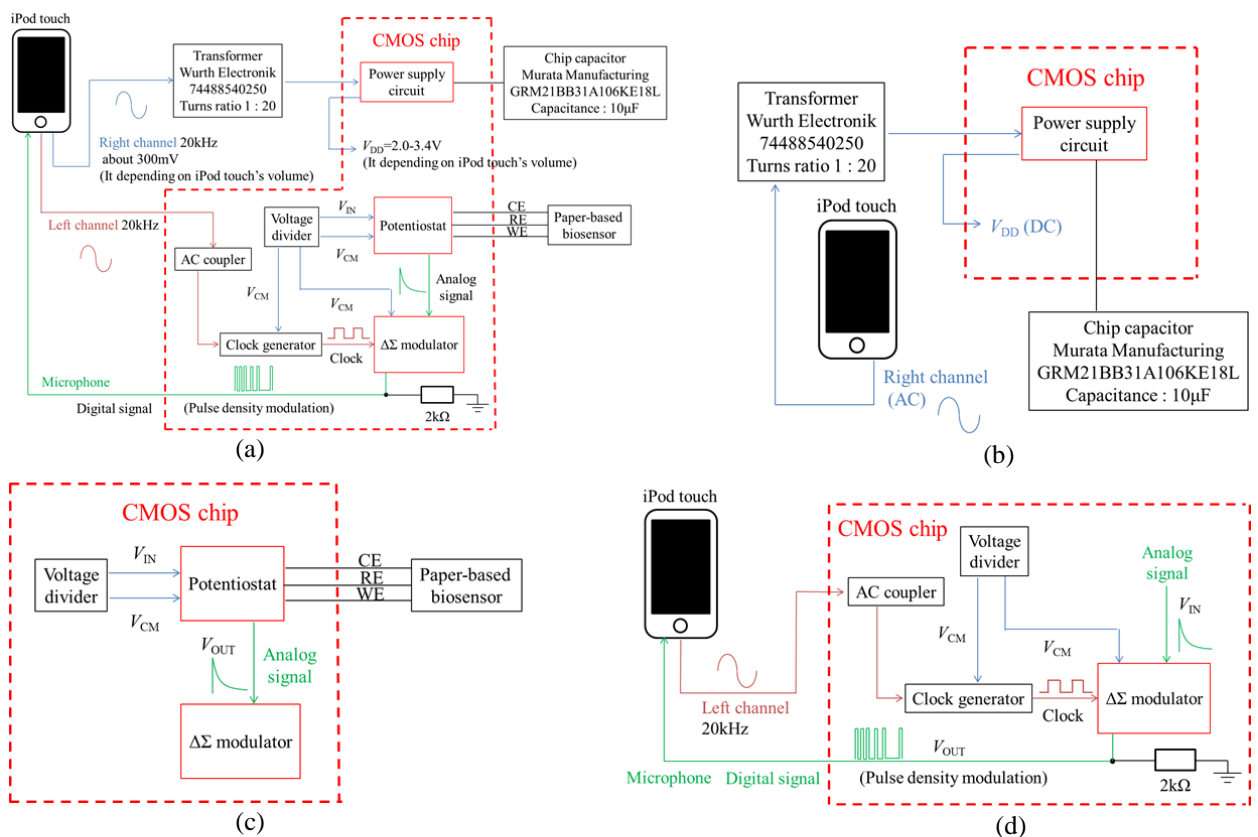 iPod touch
CMOS chip
Transformer
Wurth Electronik
74488540250
Turns ratio 1 : 20
Power supply
circuit
Chip capacitor
Murata Manufacturing
GRM21BB31A106KE18L
Capacitance : 10μF
Right channel 20kHz
about 300mV
(It depending on iPod touch's volume)
VDD=2.0-3.4V
(It depending on iPod touch's volume)
Left channel 20kHz
AC coupler
Voltage
divider
VIN
VCM
Potentiostat
CE
RE
WE
Paper-based
biosensor
VCM
VCM
Analog
signal
Clock generator
Clock
ΔΣ modulator
Microphone
Digital signal
(Pulse density modulation)
2kΩ
(a)
CMOS chip
Transformer
Wurth Electronik
74488540250
Turns ratio 1 : 20
Power supply
circuit
iPod touch
VDD (DC)
Right channel
(AC)
Chip capacitor
Murata Manufacturing
GRM21BB31A106KE18L
Capacitance : 10μF
(b)
CMOS chip
Voltage
divider
VIN
VCM
Potentiostat
CE
RE
WE
Paper-based
biosensor
VOUT
Analog
signal
ΔΣ modulator
(c)
iPod touch
CMOS chip
Voltage
divider
Analog
signal
AC coupler
VIN
VCM
VCM
Left channel
20kHz
Clock generator
Clock
ΔΣ modulator
VOUT
Microphone
Digital signal
(Pulse density modulation)
2kΩ
(d)